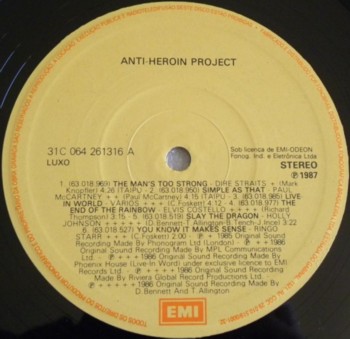 ANTI-HEROIN PROJECT
31C 064 261316 A
LUXO
Sob licença de EMI-ODEON
Fonog. Ind. e Eletrônica Ltda
STEREO
℗ 1987
1. (63.018.969) THE MAN'S TOO STRONG - DIRE STRAITS + (Mark
Knopfler) 4:26 (TAIPU - 2. (63.018.950) SIMPLE AS THAT - PAUL
McCARTNEY ++ (Paul McCartney) 4:15 (TAIPU - 3. (63.018.985) LIVE
IN WORLD - VARIOS ++ (C. Foskett) - 4. (63.018.977) THE
END OF THE RAINBOW - ELVIS COSTELLO (Richard
Thompson) 3:15 - 5. (63.018.519) SLAY THE DRAGON - HOLLY
JOHNSON +++++ (D. Bennett/T. Allington/B. Tench/J. Ince) 3:22
- 6. (63.018.527) YOU KNOW IT MAKES SENSE - RINGO
STARR +++ (C. Foskett) 2:00 - + ℗ 1985 Original Sound
Recording Made By Phonogram Ltd (London) - ++ ℗ 1986
Original Sound Recording Made By MPL Communications
Ltd. - +++ ℗ 1986 Original Sound Recording Made By
Phoenix House (Live-In Word) under exclusive licence to EMI
Records Ltd. - ++++ 1986 Original Sound Recording
Made By Riviera Global Record Productions Ltd. -
+++++ ℗ 1986 Original Sound Recording Made By
D. Bennett And T. Allington
EMI